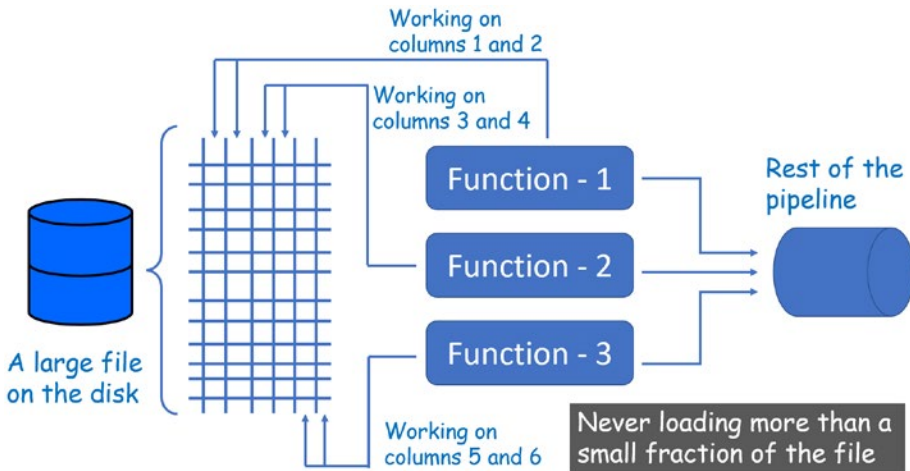 Working on
columns 1 and 2
Working on
columns 3 and 4
Function - 1
Rest of the
pipeline
Function - 2
Function - 3
A large file
on the disk
Working on
columns 5 and 6
Never loading more than a
small fraction of the file